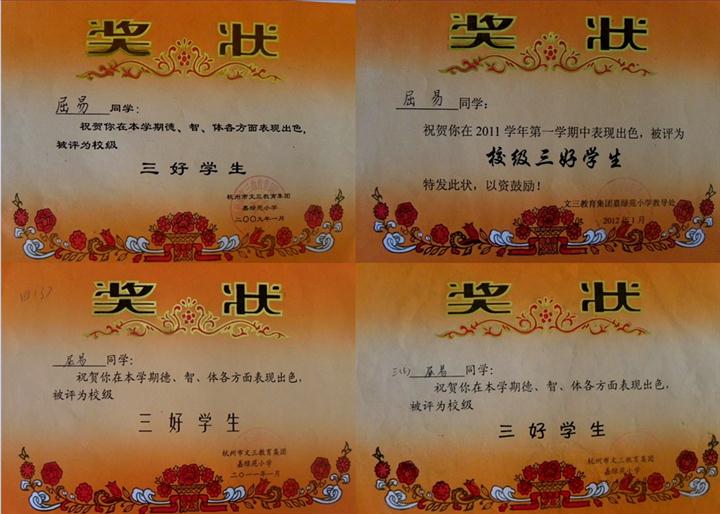 奖状
屈易同学：
祝贺你在本学期德、智、体各方面表现出色，
被评为校级
三好学生
杭州市文三教育集团
嘉绿苑小学
二〇〇九年一月
奖状
屈易同学：
祝贺你在2011学年第一学期中表现出色，被评为
校级三好学生
特发此状，以资鼓励！
文三教育集团嘉绿苑小学教导处
2012年1月
奖状
屈易同学：
祝贺你在本学期德、智、体各方面表现出色，
被评为校级
三好学生
杭州市文三教育集团
嘉绿苑小学
二〇一一年一月
奖状
屈易同学：
祝贺你在本学期德、智、体各方面表现出色，
被评为校级
三好学生
杭州市文三教育集团
嘉绿苑小学